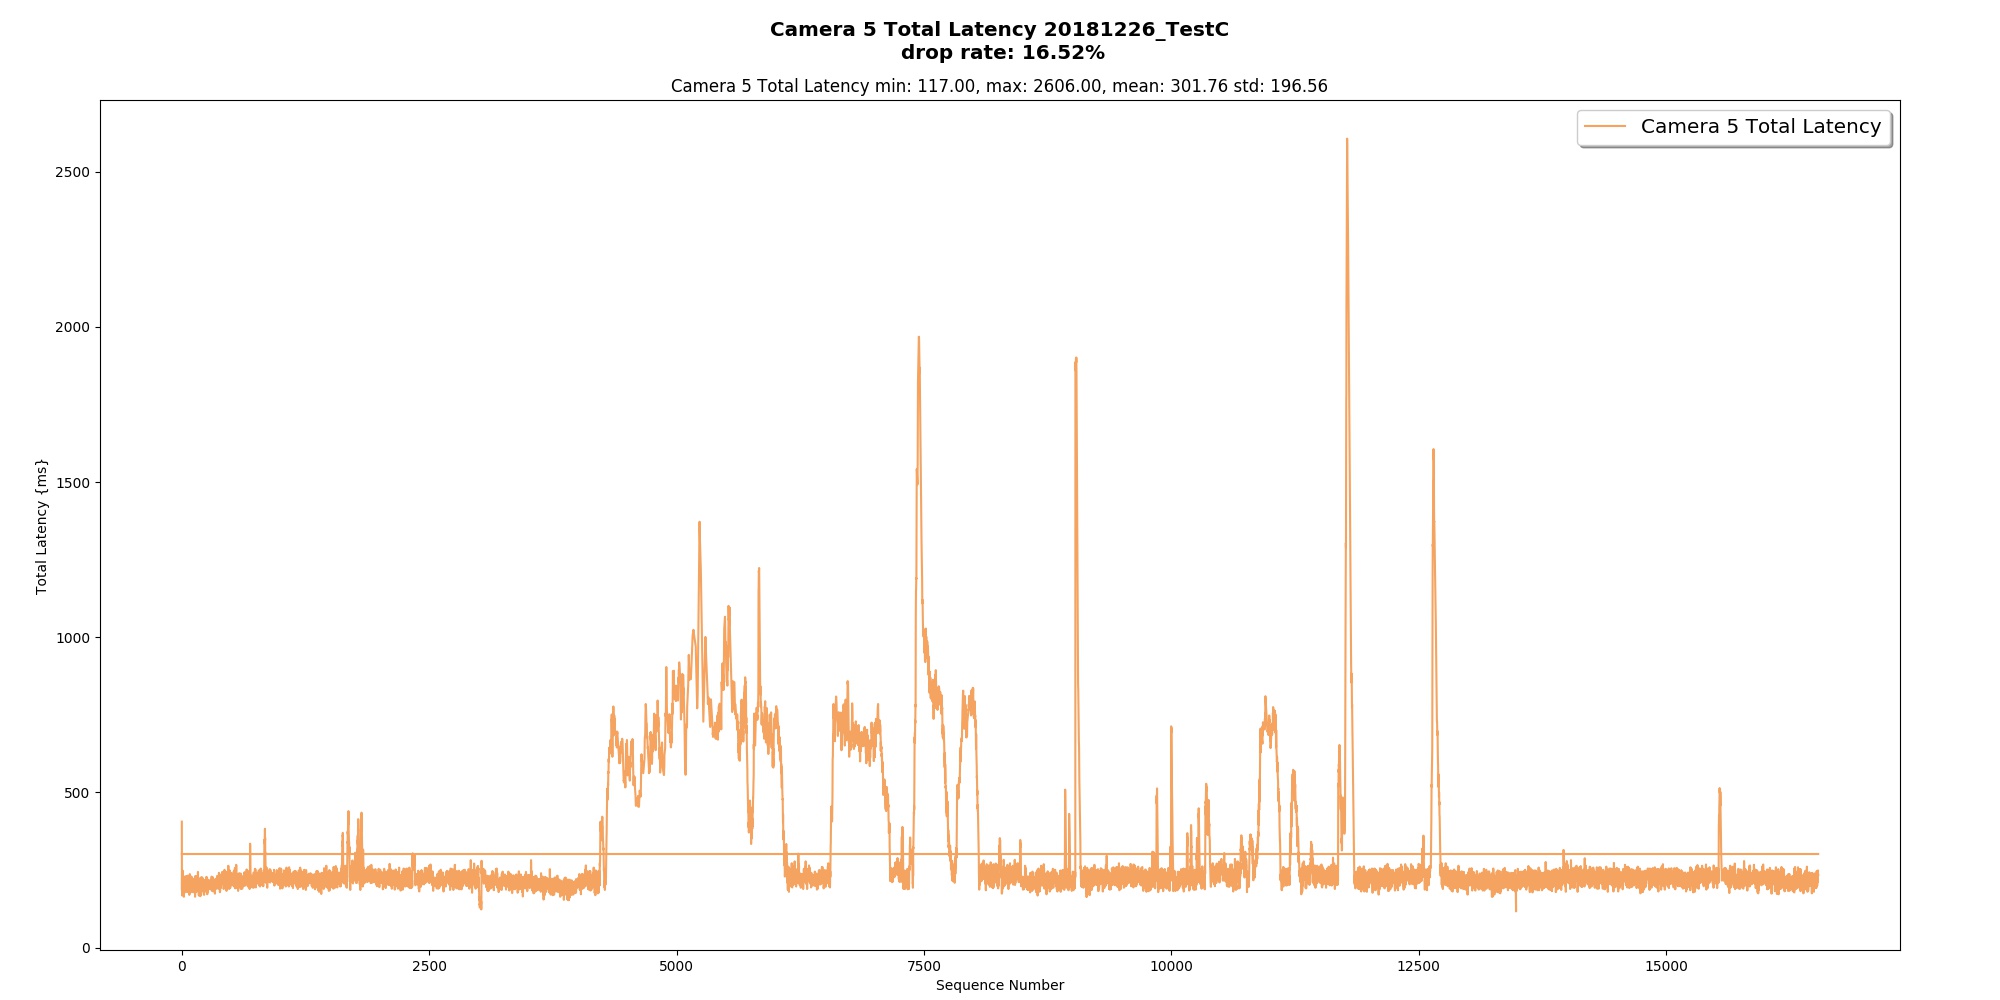 Camera 5 Total Latency 20181226_TestC
drop rate: 16.52%
Camera 5 Total Latency min: 117.00, max: 2606.00, mean: 301.76 std: 196.56
Camera 5 Total Latency
2500
2000
1500
1000
500
0
Total Latency {ms}
0 2500 5000 7500 10000 12500 15000
Sequence Number